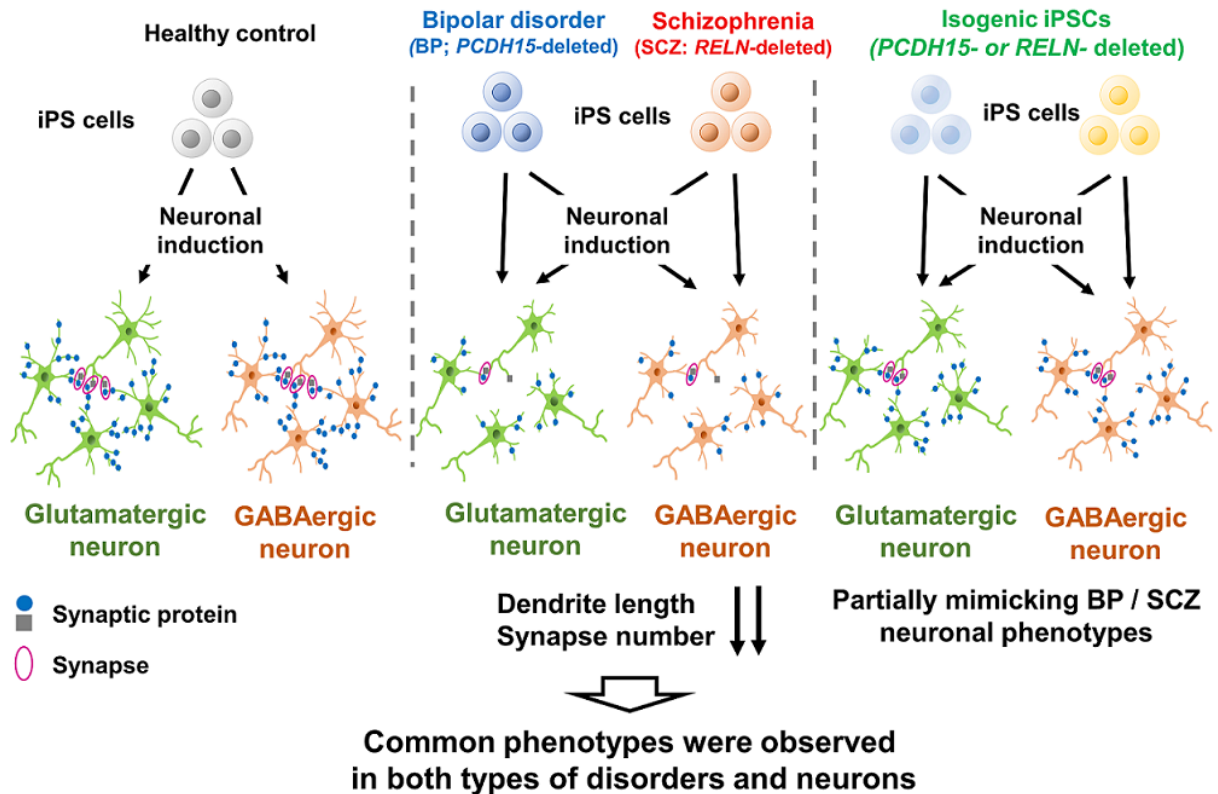 Healthy control
iPS cells
Neuronal
induction
Glutamatergic
neuron
GABAergic
neuron
Synaptic protein
Synapse
Bipolar disorder
(BP; PCDH15-deleted)
Schizophrenia
(SCZ: RELN-deleted)
iPS cells
Neuronal
induction
Glutamatergic
neuron
GABAergic
neuron
Dendrite length
Synapse number
Isogenic iPSCs
(PCDH15- or RELN- deleted)
iPS cells
Neuronal
induction
Glutamatergic
neuron
GABAergic
neuron
Partially mimicking BP / SCZ
neuronal phenotypes
Common phenotypes were observed
in both types of disorders and neurons